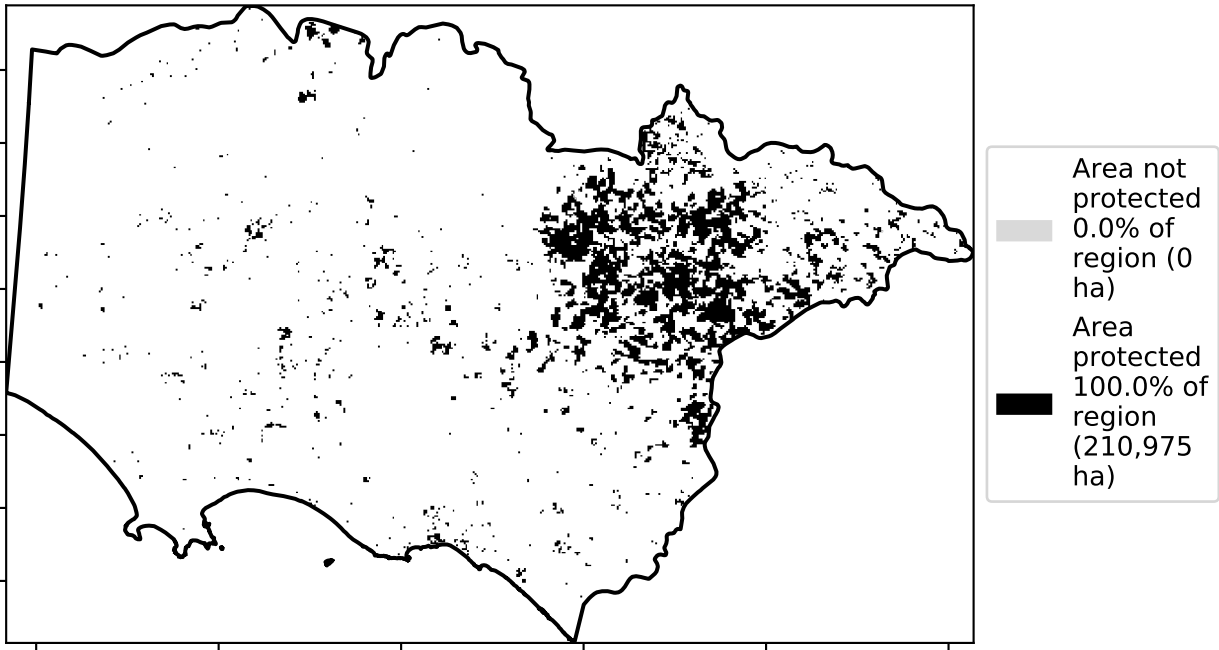 Area not
protected
0.0% of
region (0
ha)
Area
protected
100.0% of
region
(210,975
ha)